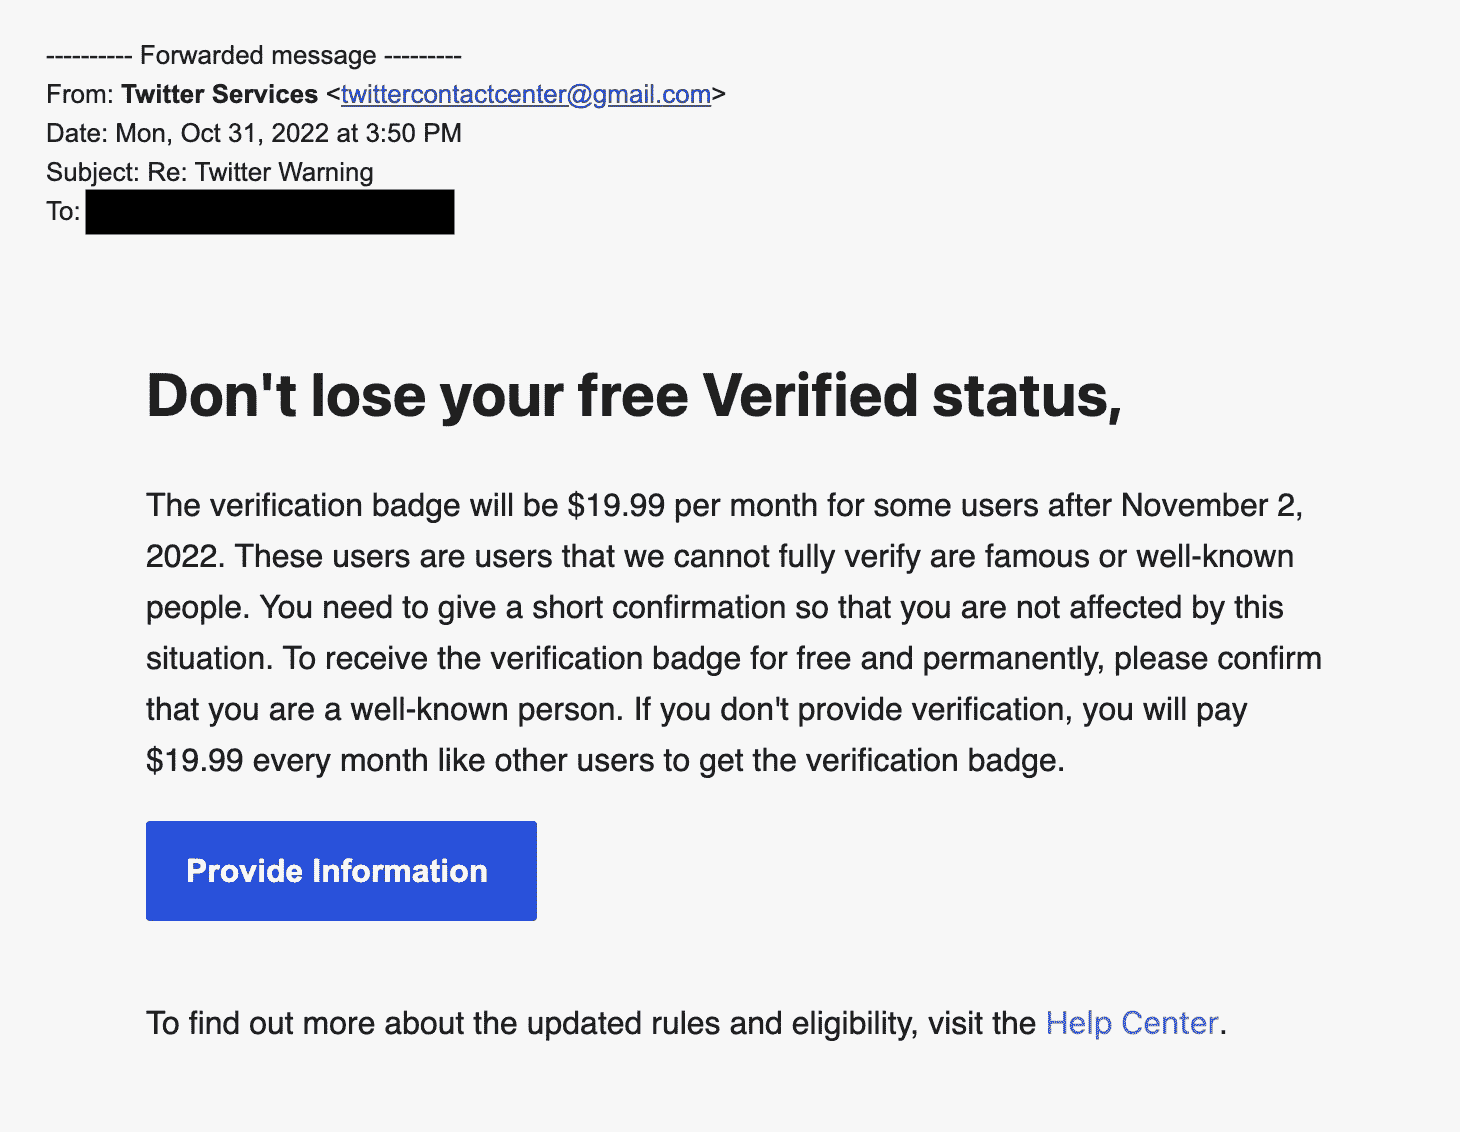 ---------- Forwarded message ---------
From: Twitter Services <twittercontactcenter@gmail.com>
Date: Mon, Oct 31, 2022 at 3:50 PM
Subject: Re: Twitter Warning
To:
Don't lose your free Verified status,
The verification badge will be $19.99 per month for some users after November 2,
2022. These users are users that we cannot fully verify are famous or well-known
people. You need to give a short confirmation so that you are not affected by this
situation. To receive the verification badge for free and permanently, please confirm
that you are a well-known person. If you don't provide verification, you will pay
$19.99 every month like other users to get the verification badge.
Provide Information
To find out more about the updated rules and eligibility, visit the Help Center.